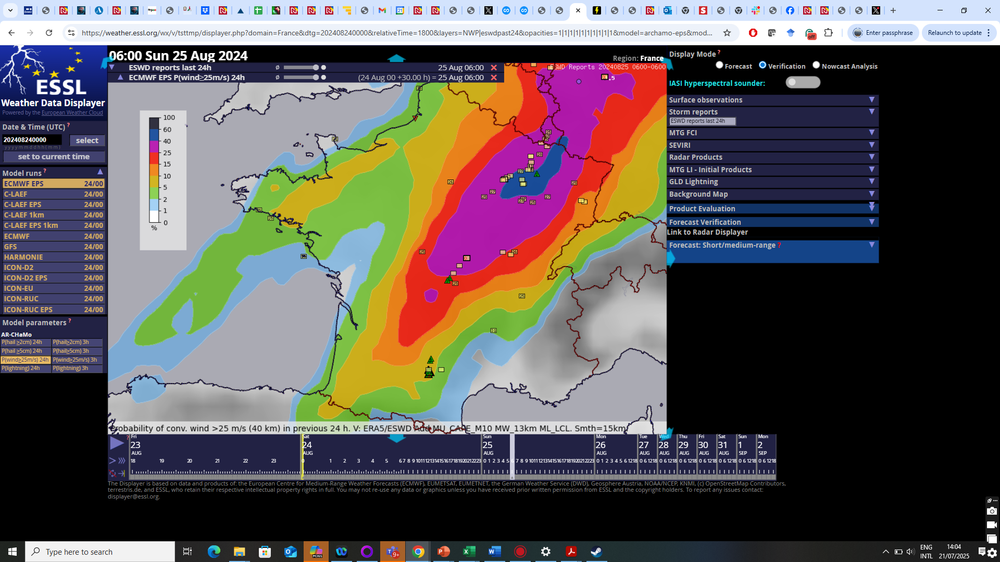 https://weather.essl.org/wx/v/tsttmp/displayer.php?domain=France&dtg=202408240000&relativeTime=1800&layers=NWP|eswdpast24&opacities=1|1|1|1|1|1|1|1|1&model=archamo-eps&mod...
Enter passphrase
Relaunch to update
off
ESSL
Weather Data Displayer
Powered by the European Weather Cloud
Date & Time (UTC) ?
202408240000
select
yyyymmddhh(mm)
set to current time
Model runs ?
ECMWF EPS 24/00
C-LAEF 24/00
C-LAEF EPS 24/00
C-LAEF 1km 24/00
C-LAEF EPS 1km 24/00
ECMWF 24/00
GFS 24/00
HARMONIE 24/00
ICON-D2 24/00
ICON-D2 EPS 24/00
ICON-EU 24/00
ICON-RUC 24/00
ICON-RUC EPS 24/00
Model parameters ?
AR-CHaMo
P(hail≥2cm) 24h P(hail≥2cm) 3h
P(hail≥5cm) 24h P(hail≥5cm) 3h
P(wind≥25m/s) 24h P(wind≥25m/s) 3h
P(lightning) 24h P(lightning) 3h
06:00 Sun 25 Aug 2024
Region: France
ESWD reports last 24h ø 25 Aug 06:00
ECMWF EPS P(wind≥25m/s) 24h ø (24 Aug 00 +30.00 h) = 25 Aug 06:00
ESWD Reports 20240825 0600-0600
100
60
40
25
15
10
5
2
1
0
%
Probability of conv. wind >25 m/s (40 km) in previous 24 h. V: ERA5/ESWD Add MU_CAPE_M10 MW_13km ML_LCL. Smth=15km
Fri Sat Sun Mon Tue Wed Thu Fri Sat Sun Mon
23 24 25 26 27 28 29 30 31 1 2
AUG AUG AUG AUG AUG AUG AUG AUG AUG SEP SEP
18 19 20 21 22 23 0 1 2 3 4 5 6 7 8 9 10 11 12 13 14 15 16 17 18 19 20 21 22 23 0 1 2 3 4 5 6 7 8 9 10 11 12 13 14 15 16 17 18 19 20 21 22 23 0 1 2 3 4 5 6 7 8 9 10 11 12 18 0 6 12 18 0 6 12 18 0 6 12 18 0 6 12 18 0 6 12 18 0 6 12 18 0 6 12 18
The Displayer is based on data and products of: the European Centre for Medium-Range Weather Forecasts (ECMWF), EUMETSAT, EUMETNET, the German Weather Service (DWD), Geosphere Austria, NOAA/NCEP, KNMI, (c) OpenStreetMap Contributors,
terrestris.de, and ESSL, who retain their respective intellectual property rights in full. You may not re-use any data or graphics unless you have received prior written permission from ESSL and the copyright holders. To report any issues contact:
displayer@essl.org.
Display Mode ?
Forecast Verification Nowcast Analysis
IASI hyperspectral sounder:
Surface observations
Storm reports
ESWD reports last 24h
MTG FCI
SEVIRI
Radar Products
MTG LI - Initial Products
GLD Lightning
Background Map
Product Evaluation
Forecast Verification
Link to Radar Displayer
Forecast: Short/medium-range ?
Type here to search
ENG
INTL
14:04
21/07/2025